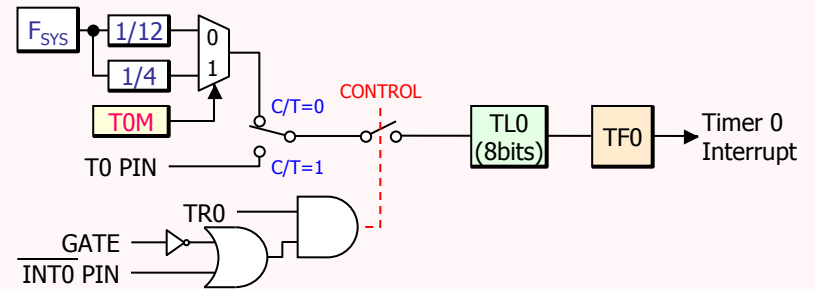 F_SYS
1/12
0
1/4
1
T0M
C/T=0
CONTROL
TL0
(8bits)
TF0
Timer 0
Interrupt
T0 PIN
C/T=1
TR0
GATE
INT0 PIN